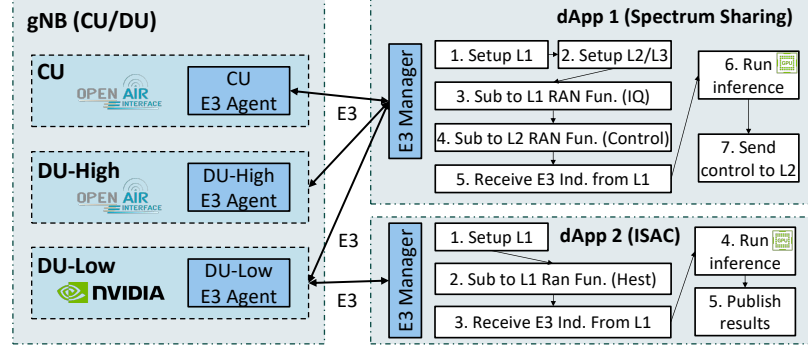 gNB (CU/DU)
CU
OPEN AIR
INTERFACE
CU
E3 Agent
DU-High
OPEN AIR
INTERFACE
DU-High
E3 Agent
DU-Low
NVIDIA
DU-Low
E3 Agent
E3
E3
E3
dApp 1 (Spectrum Sharing)
E3 Manager
1. Setup L1
2. Setup L2/L3
3. Sub to L1 RAN Fun. (IQ)
4. Sub to L2 RAN Fun. (Control)
5. Receive E3 Ind. from L1
6. Run
inference
GPU
7. Send
control to L2
dApp 2 (ISAC)
E3 Manager
1. Setup L1
2. Sub to L1 Ran Fun. (Hest)
3. Receive E3 Ind. From L1
4. Run
inference
GPU
5. Publish
results